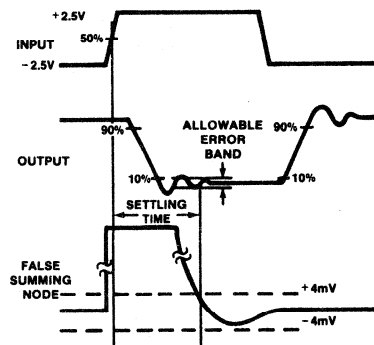 +2.5V
50%
INPUT
−2.5V
90%
ALLOWABLE
ERROR
BAND
90%
OUTPUT
10%
10%
SETTLING
TIME
FALSE
SUMMING
NODE
+4mV
−4mV